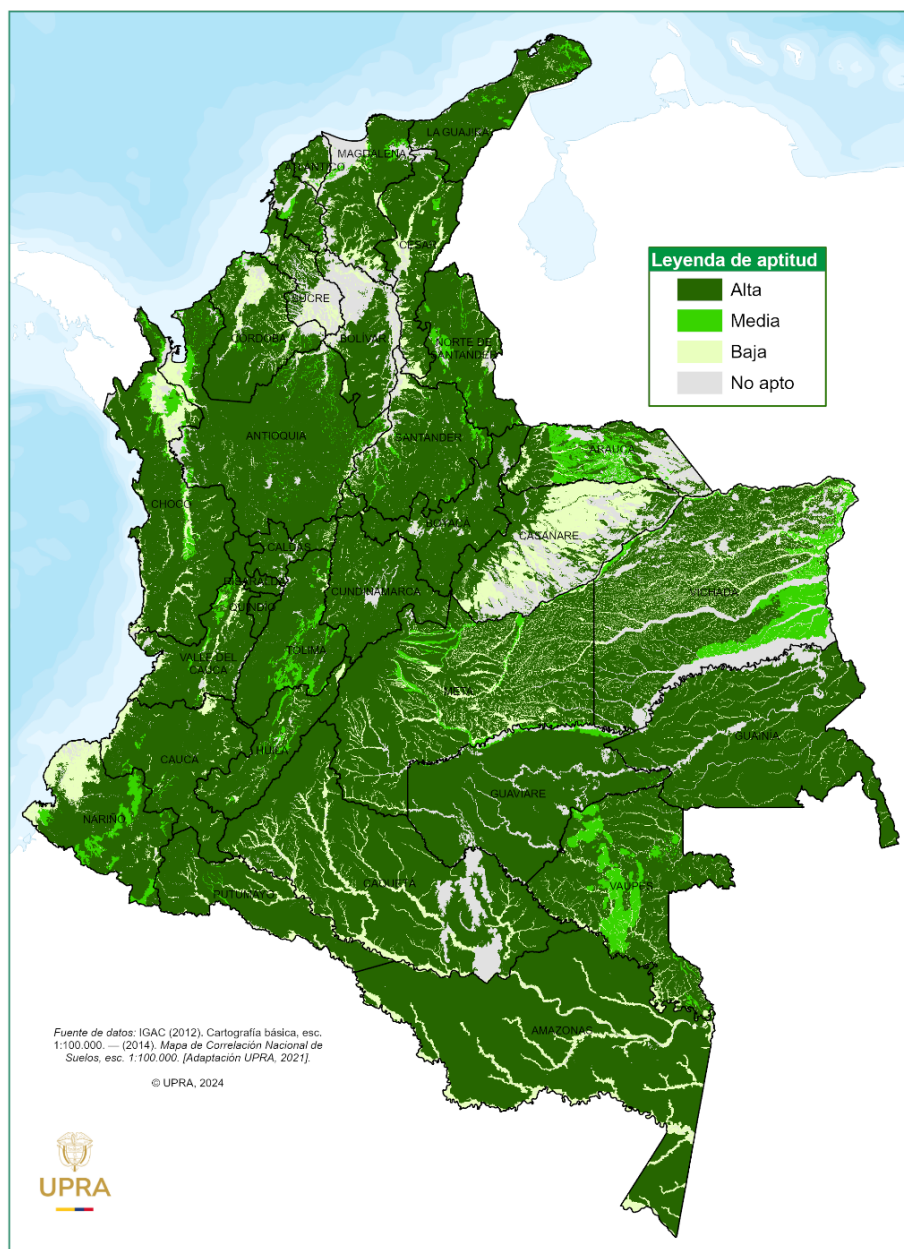 LA GUAJIRA
MAGDALENA
ATLÁNTICO
CESAR
Leyenda de aptitud
Alta
Media
Baja
No apto
SUCRE
CÓRDOBA
BOLÍVAR
NORTE DE
SANTANDER
ANTIOQUIA
SANTANDER
ARAUCA
CHOCÓ
BOYACÁ
CASANARE
CALDAS
RISARALDA
CUNDINAMARCA
VICHADA
QUINDÍO
TOLIMA
VALLE DEL
CAUCA
META
CAUCA
HUILA
GUAINÍA
GUAVIARE
NARIÑO
PUTUMAYO
CAQUETÁ
VAUPÉS
AMAZONAS
Fuente de datos: IGAC (2012). Cartografía básica, esc.
1:100.000. — (2014). Mapa de Correlación Nacional de
Suelos, esc. 1:100.000. [Adaptación UPRA, 2021].
© UPRA, 2024
UPRA